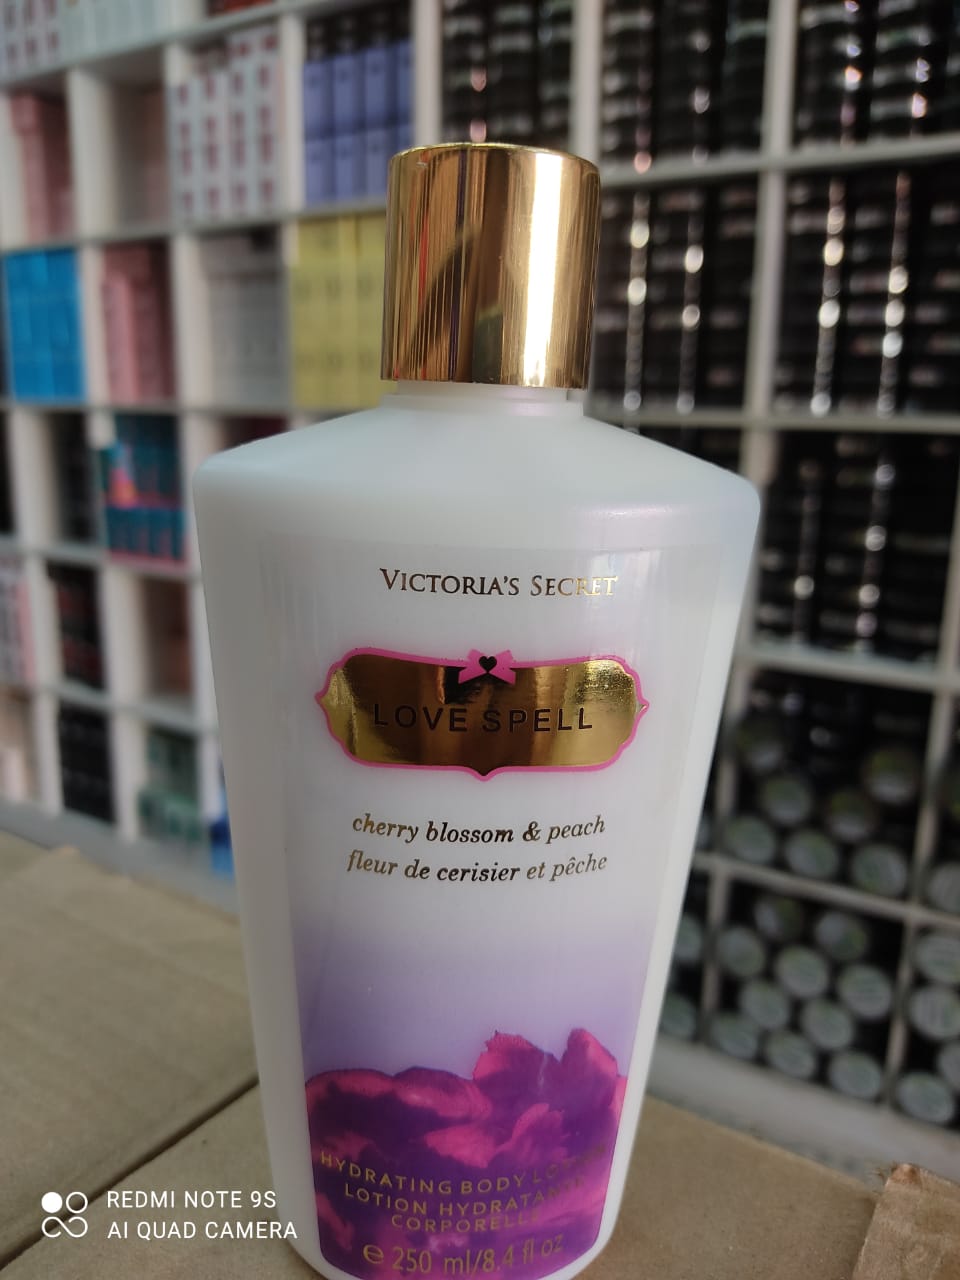 VICTORIA'S SECRET
LOVE SPELL
cherry blossom & peach
fleur de cerisier et pêche
HYDRATING BODY LOTION
LOTION HYDRATANTE
CORPORELLE
e 250 ml/8.4 fl oz
REDMI NOTE 9S
AI QUAD CAMERA